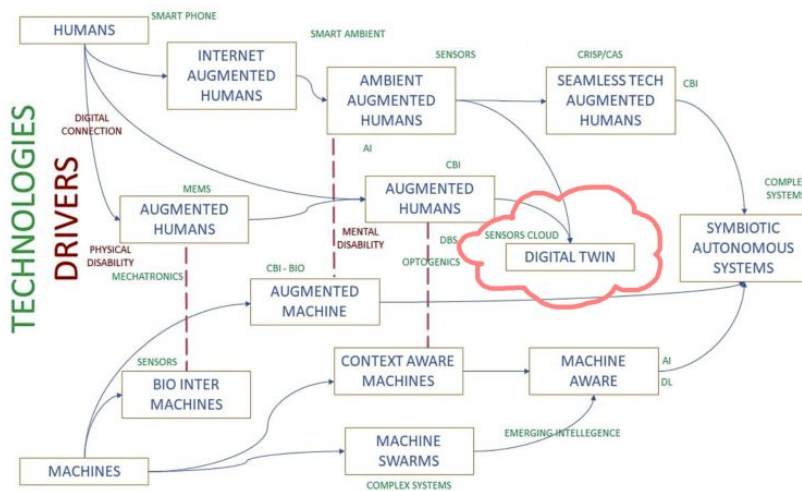 SMART PHONE
HUMANS
SMART AMBIENT
INTERNET
AUGMENTED
HUMANS
SENSORS
AMBIENT
AUGMENTED
HUMANS
CRISP/CAS
SEAMLESS TECH
AUGMENTED
HUMANS
CBI
TECHNOLOGIES
DRIVERS
DIGITAL
CONNECTION
AI
CBI
MEMS
AUGMENTED
HUMANS
AUGMENTED
HUMANS
COMPLEX
SYSTEMS
SYMBIOTIC
AUTONOMOUS
SYSTEMS
PHYSICAL
DISABILITY
MECHATRONICS
MENTAL
DISABILITY
DBS
OPTOGENICS
SENSORS CLOUD
DIGITAL TWIN
CBI - BIO
AUGMENTED
MACHINE
SENSORS
BIO INTER
MACHINES
CONTEXT AWARE
MACHINES
MACHINE
AWARE
AI
DL
EMERGING INTELLEGENCE
MACHINES
MACHINE
SWARMS
COMPLEX SYSTEMS